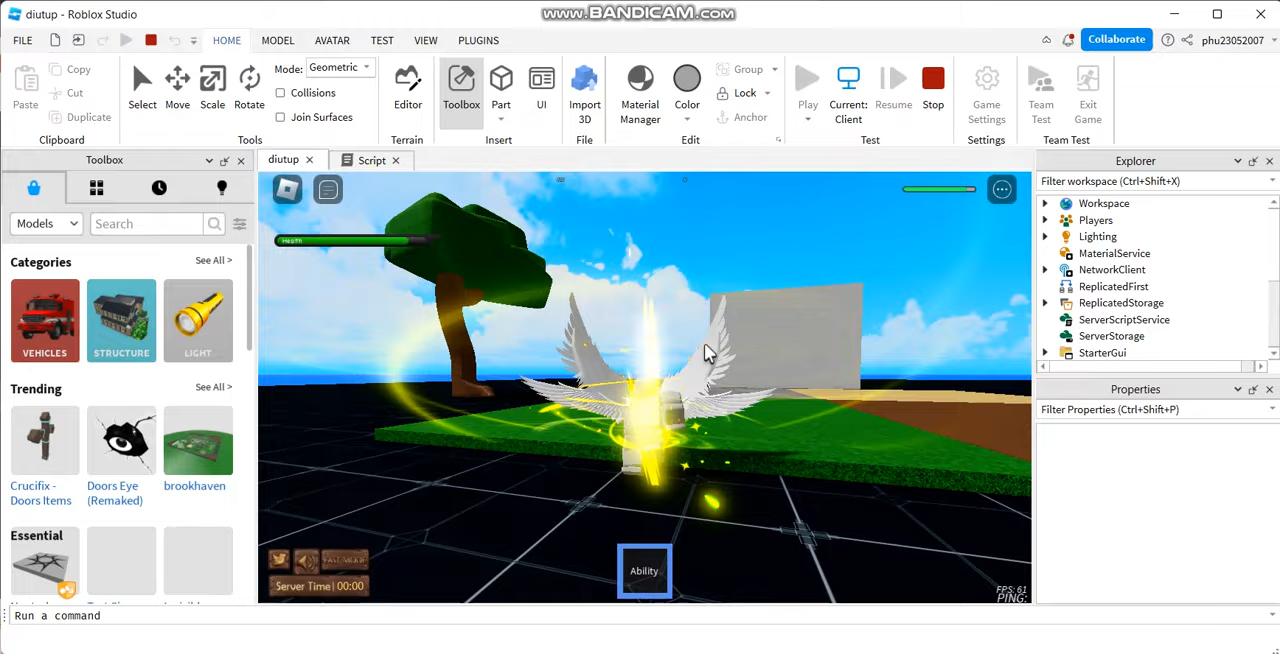 diutup - Roblox Studio
www.BANDICAM.com
FILE
HOME
MODEL
AVATAR
TEST
VIEW
PLUGINS
Collaborate
phu23052007
Paste
Copy
Cut
Duplicate
Clipboard
Select
Move
Scale
Rotate
Mode: Geometric
Collisions
Join Surfaces
Tools
Editor
Terrain
Toolbox
Part
UI
Insert
Import
3D
File
Material
Manager
Color
Group
Lock
Anchor
Edit
Play
Current:
Client
Resume
Stop
Test
Game
Settings
Settings
Team
Test
Exit
Game
Team Test
Toolbox
Models
Search
Categories
See All >
VEHICLES
STRUCTURE
LIGHT
Trending
See All >
Crucifix -
Doors Items
Doors Eye
(Remaked)
brookhaven
Essential
diutup
Script
Health
FAST MODE
Server Time | 00:00
Ability
FPS: 61
PING:
Explorer
Filter workspace (Ctrl+Shift+X)
Workspace
Players
Lighting
MaterialService
NetworkClient
ReplicatedFirst
ReplicatedStorage
ServerScriptService
ServerStorage
StarterGui
Properties
Filter Properties (Ctrl+Shift+P)
Run a command